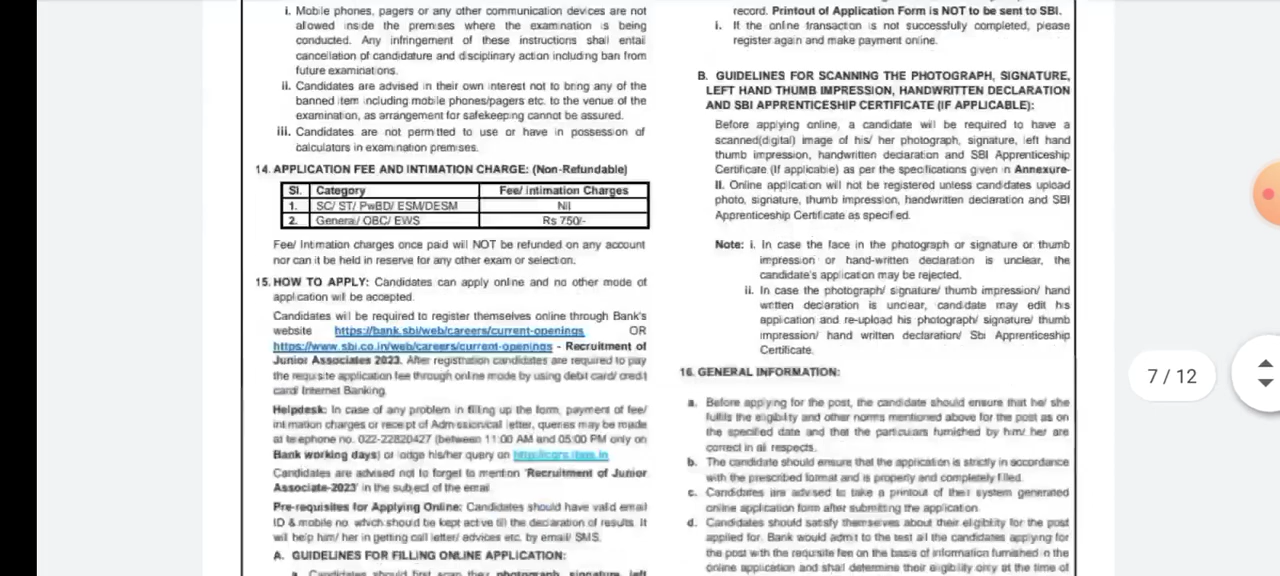 i. Mobile phones, pagers or any other communication devices are not
allowed inside the premises where the examination is being
conducted. Any infringement of these instructions shall entail
cancellation of candidature and disciplinary action including ban from
future examinations.
ii. Candidates are advised in their own interest not to bring any of the
banned item including mobile phones/pagers etc. to the venue of the
examination, as arrangement for safekeeping cannot be assured.
iii. Candidates are not permitted to use or have in possession of
calculators in examination premises.
14. APPLICATION FEE AND INTIMATION CHARGE: (Non-Refundable)
Sl. Category Fee/ Intimation Charges
1. SC/ ST/ PwBD/ ESM/DESM Nil
2. General/ OBC/ EWS Rs 750/-
Fee/ Intimation charges once paid will NOT be refunded on any account
nor can it be held in reserve for any other exam or selection.
15. HOW TO APPLY: Candidates can apply online and no other mode of
application will be accepted.
Candidates will be required to register themselves online through Bank's
website https://bank.sbi/web/careers/current-openings OR
https://www.sbi.co.in/web/careers/current-openings - Recruitment of
Junior Associates 2023. After registration candidates are required to pay
the requisite application fee through online mode by using debit card/ credit
card/ Internet Banking.
Helpdesk: In case of any problem in filling up the form, payment of fee/
intimation charges or receipt of Admission/call letter, queries may be made
at telephone no. 022-22820427 (between 11:00 AM and 05:00 PM only on
Bank working days) or lodge his/her query on
Candidates are advised not to forget to mention 'Recruitment of Junior
Associate-2023' in the subject of the email.
Pre-requisites for Applying Online: Candidates should have valid email
ID & mobile no. which should be kept active till the declaration of results. It
will help him/ her in getting call letter/ advices etc. by email/ SMS.
A. GUIDELINES FOR FILLING ONLINE APPLICATION:
a. Candidates should first scan their photograph, signature, left
record. Printout of Application Form is NOT to be sent to SBI.
i. If the online transaction is not successfully completed, please
register again and make payment online.
B. GUIDELINES FOR SCANNING THE PHOTOGRAPH, SIGNATURE,
LEFT HAND THUMB IMPRESSION, HANDWRITTEN DECLARATION
AND SBI APPRENTICESHIP CERTIFICATE (IF APPLICABLE):
Before applying online, a candidate will be required to have a
scanned(digital) image of his/ her photograph, signature, left hand
thumb impression, handwritten declaration and SBI Apprenticeship
Certificate (If applicable) as per the specifications given in Annexure-
II. Online application will not be registered unless candidates upload
photo, signature, thumb impression, handwritten declaration and SBI
Apprenticeship Certificate as specified.
Note: i. In case the face in the photograph or signature or thumb
impression or hand-written declaration is unclear, the
candidate's application may be rejected.
ii. In case the photograph/ signature/ thumb impression/ hand
written declaration is unclear, candidate may edit his
application and re-upload his photograph/ signature/ thumb
impression/ hand written declaration/ Sbi Apprenticeship
Certificate.
16. GENERAL INFORMATION:
a. Before applying for the post, the candidate should ensure that he/ she
fulfils the eligibility and other norms mentioned above for the post as on
the specified date and that the particulars furnished by him/ her are
correct in all respects.
b. The candidate should ensure that the application is strictly in accordance
with the prescribed format and is properly and completely filled.
c. Candidates are advised to take a printout of their system generated
online application form after submitting the application.
d. Candidates should satisfy themselves about their eligibility for the post
applied for. Bank would admit to the test all the candidates applying for
the post with the requisite fee on the basis of information furnished in the
online application and shall determine their eligibility only at the time of
7 / 12